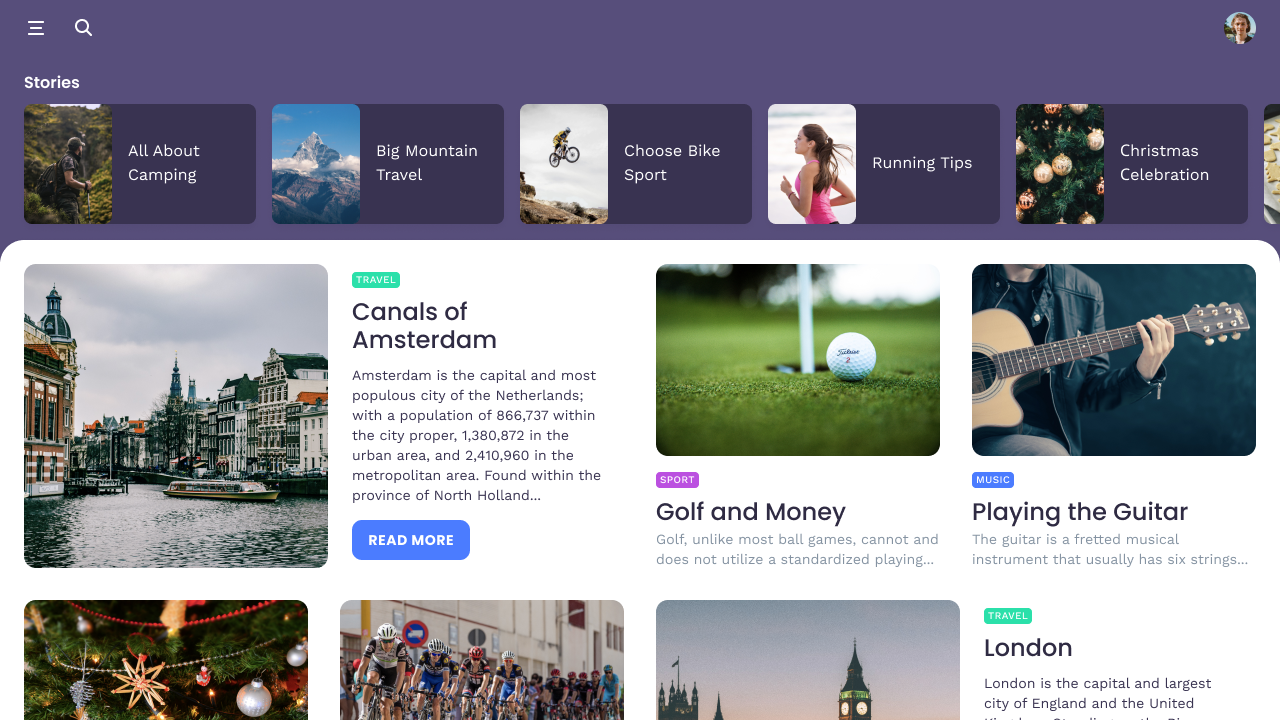 Stories
All About
Camping
Big Mountain
Travel
Choose Bike
Sport
Running Tips
Christmas
Celebration
TRAVEL
Canals of
Amsterdam
Amsterdam is the capital and most
populous city of the Netherlands;
with a population of 866,737 within
the city proper, 1,380,872 in the
urban area, and 2,410,960 in the
metropolitan area. Found within the
province of North Holland...
READ MORE
Titleist
2
SPORT
Golf and Money
Golf, unlike most ball games, cannot and
does not utilize a standardized playing...
MUSIC
Playing the Guitar
The guitar is a fretted musical
instrument that usually has six strings...
TRAVEL
London
London is the capital and largest
city of England and the United